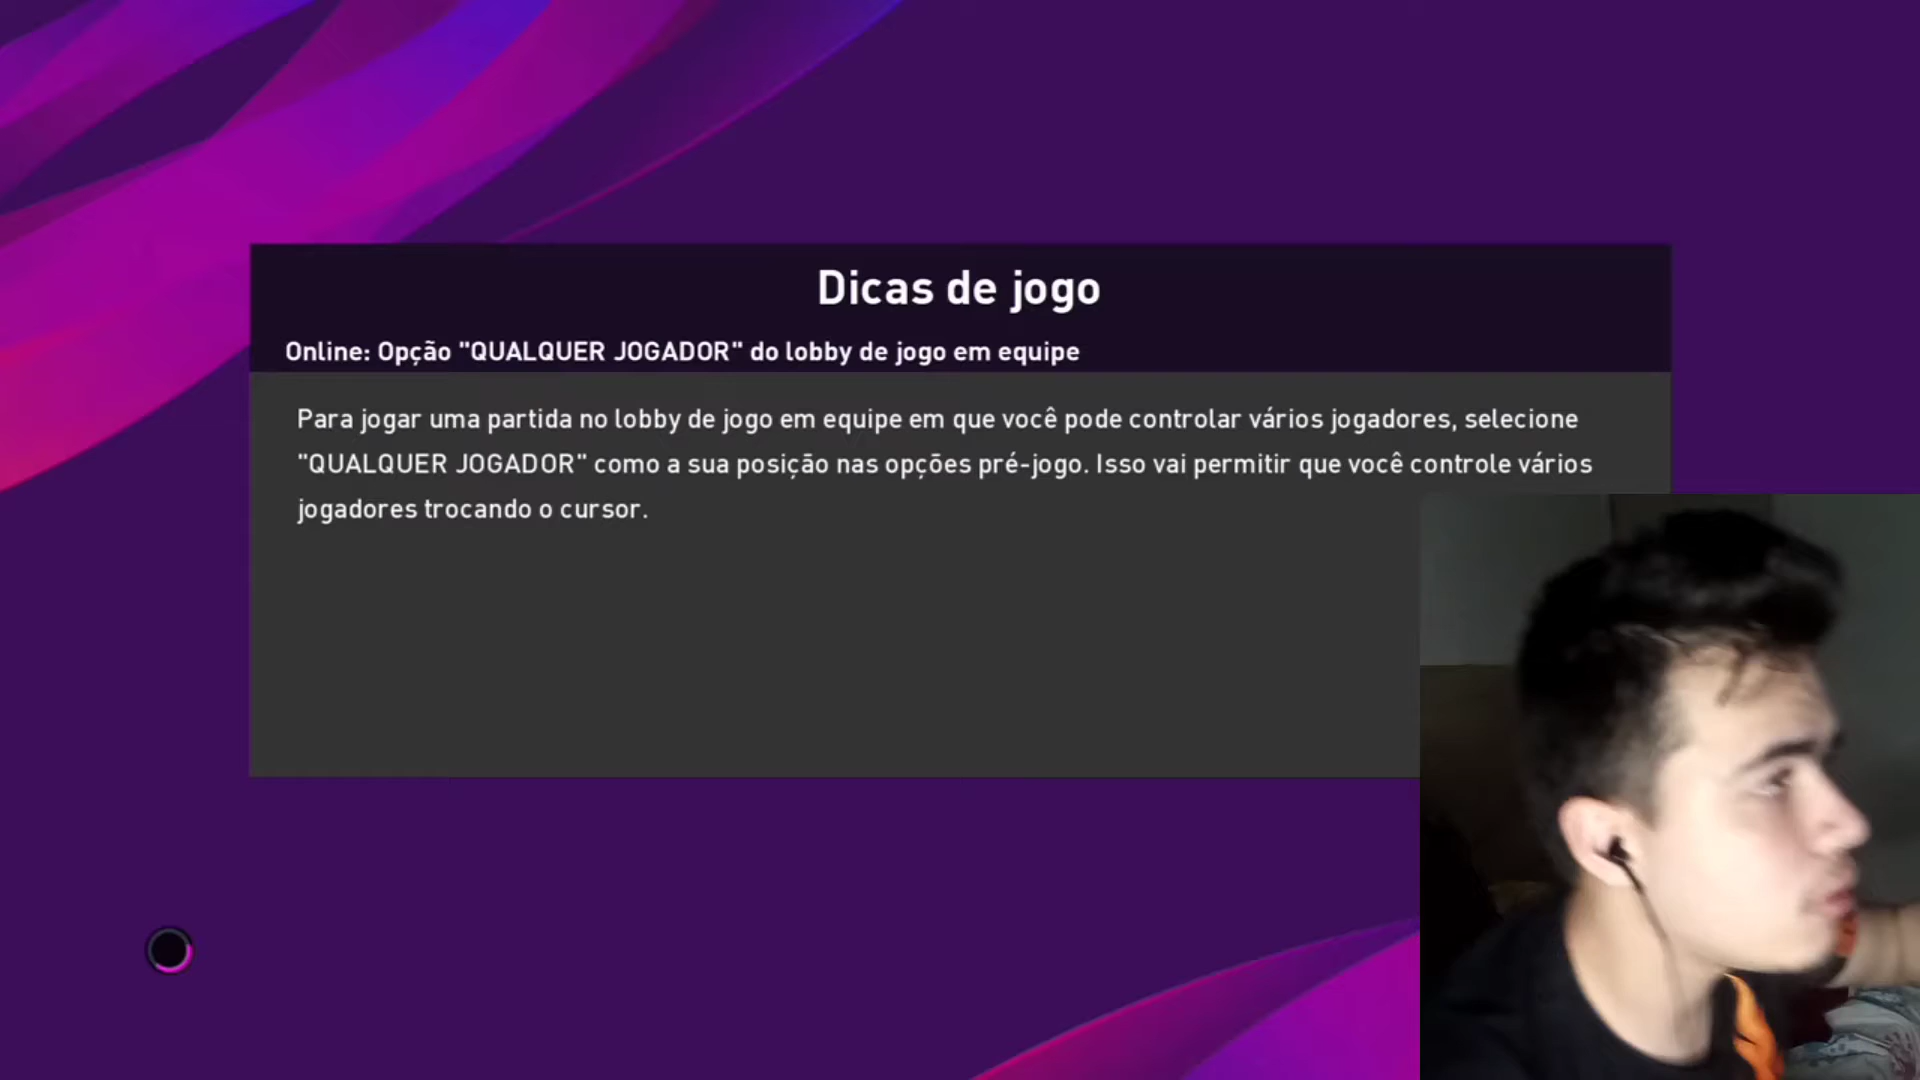 Dicas de jogo
Online: Opção "QUALQUER JOGADOR" do lobby de jogo em equipe
Para jogar uma partida no lobby de jogo em equipe em que você pode controlar vários jogadores, selecione
"QUALQUER JOGADOR" como a sua posição nas opções pré-jogo. Isso vai permitir que você controle vários
jogadores trocando o cursor.